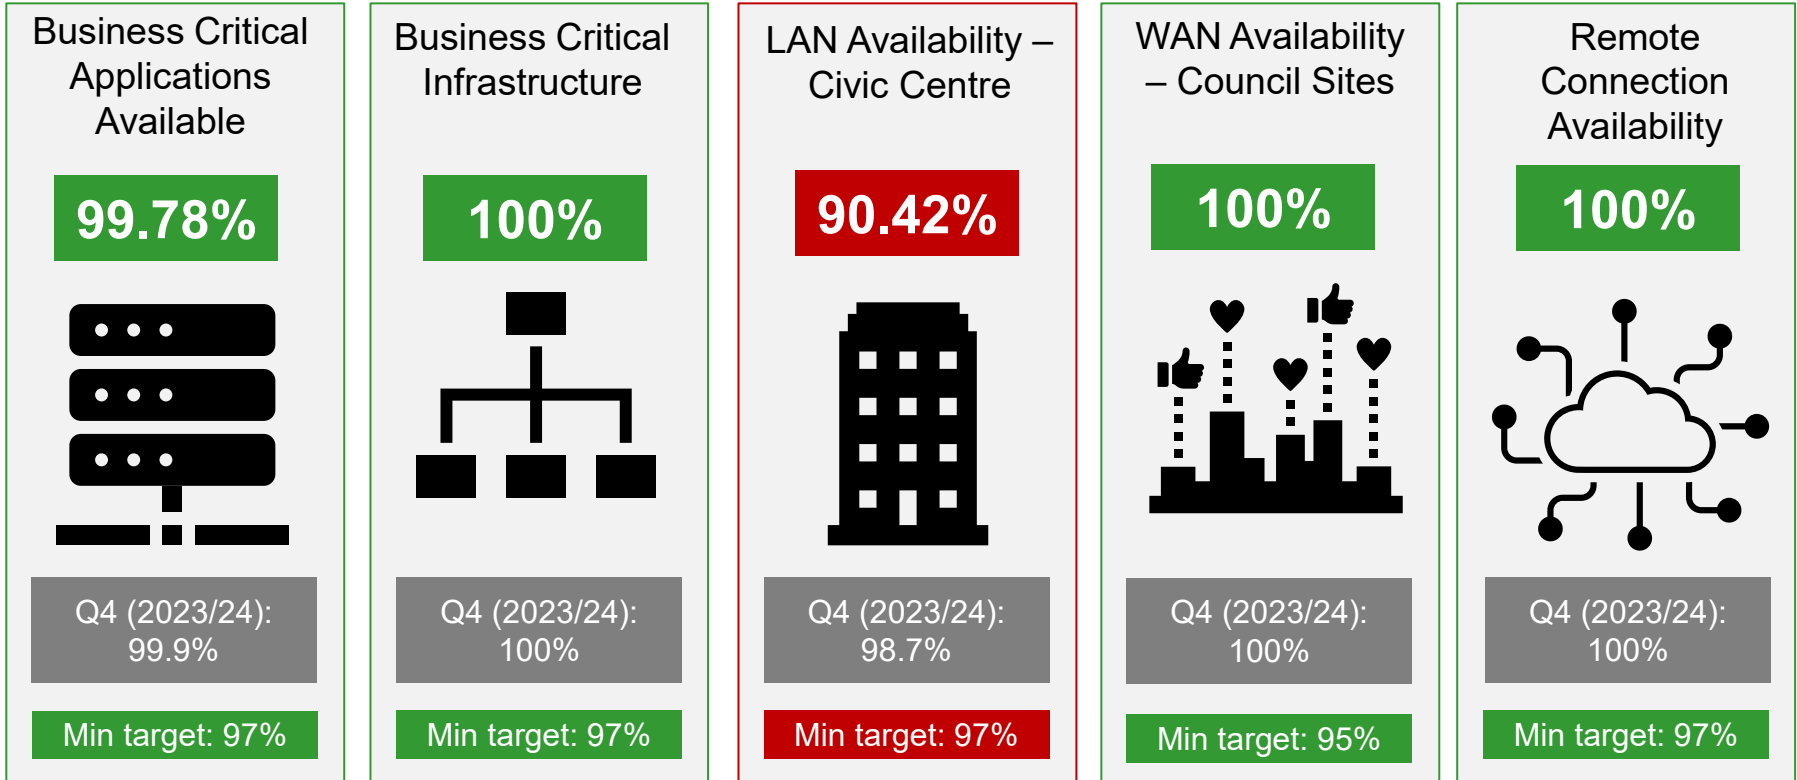 Business Critical
Applications
Available
99.78%
Q4 (2023/24):
99.9%
Min target: 97%
Business Critical
Infrastructure
100%
Q4 (2023/24):
100%
Min target: 97%
LAN Availability –
Civic Centre
90.42%
Q4 (2023/24):
98.7%
Min target: 97%
WAN Availability
– Council Sites
100%
Q4 (2023/24):
100%
Min target: 95%
Remote
Connection
Availability
100%
Q4 (2023/24):
100%
Min target: 97%